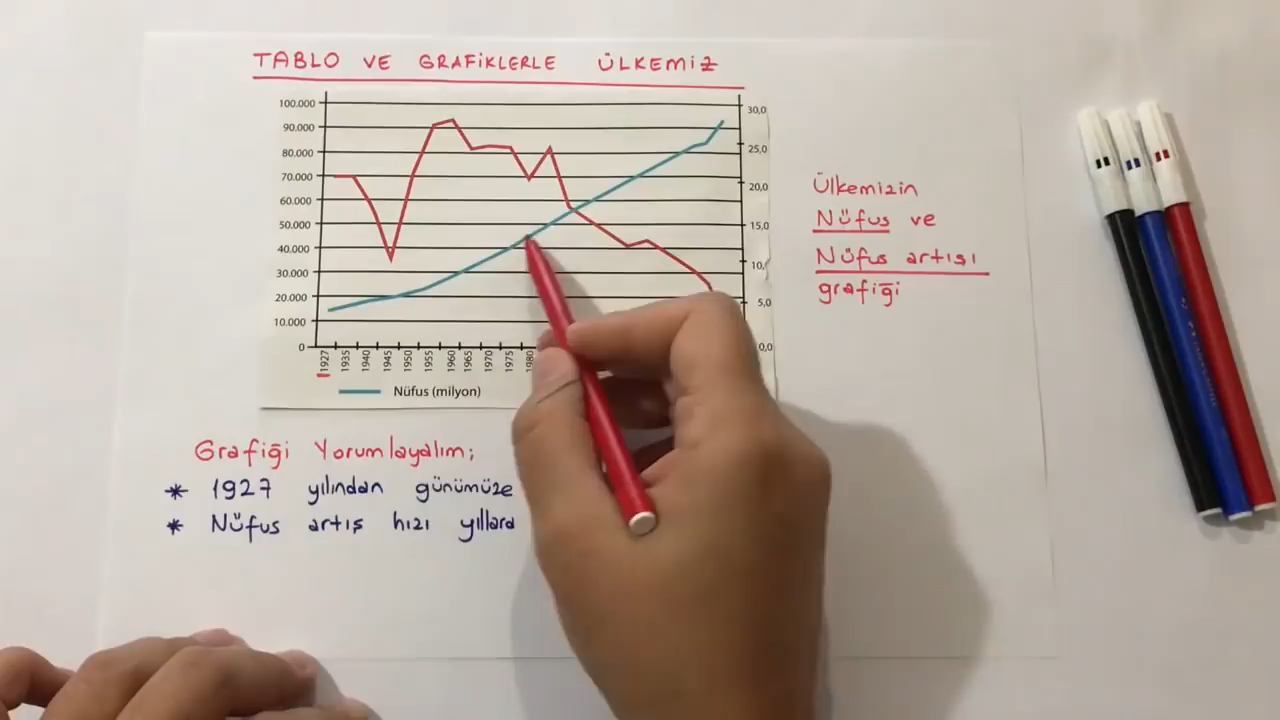 TABLO VE GRAFİKLERLE ÜLKEMİZ
100.000
90.000
80.000
70.000
60.000
50.000
40.000
30.000
20.000
10.000
0
30,0
25,0
20,0
15,0
10,
5,0
0,0
1927 1935 1940 1945 1950 1955 1960 1965 1970 1975 1980
Nüfus (milyon)
Ülkemizin
Nüfus ve
Nüfus artışı
grafiği
Grafiği Yorumlayalım;
* 1927 yılından günümüze
* Nüfus artış hızı yıllara